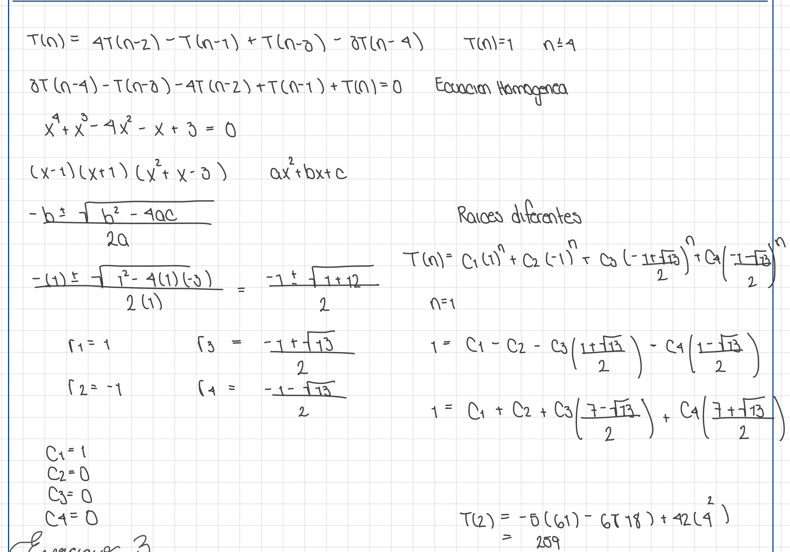 T(n) = 4T(n-2) - T(n-1) + T(n-3) - 3T(n-4)    T(n)=1    n≤4
3T(n-4) - T(n-3) - 4T(n-2) + T(n-1) + T(n) = 0    Ecuacion Homogenea
x⁴ + x³ - 4x² - x + 3 = 0
(x-1)(x+1)(x² + x - 3)    ax²+bx+c
(-b ± √(b² - 4ac)) / 2a
(-(1) ± √(1² - 4(1)(-3))) / 2(1) = (-1 ± √(1+12)) / 2
r1 = 1    r3 = (-1+√13) / 2
r2 = -1    r4 = (-1-√13) / 2
C1 = 1
C2 = 0
C3 = 0
C4 = 0
Raices diferentes
T(n) = C1(1)ⁿ + C2(-1)ⁿ + C3((-1+√13)/2)ⁿ + C4((-1-√13)/2)ⁿ
n=1
1 = C1 - C2 - C3((1+√13)/2) - C4((1-√13)/2)
1 = C1 + C2 + C3((7-√13)/2) + C4((7+√13)/2)
T(2) = -5(61) - 6T 18) + 42(4²)
= 259
3